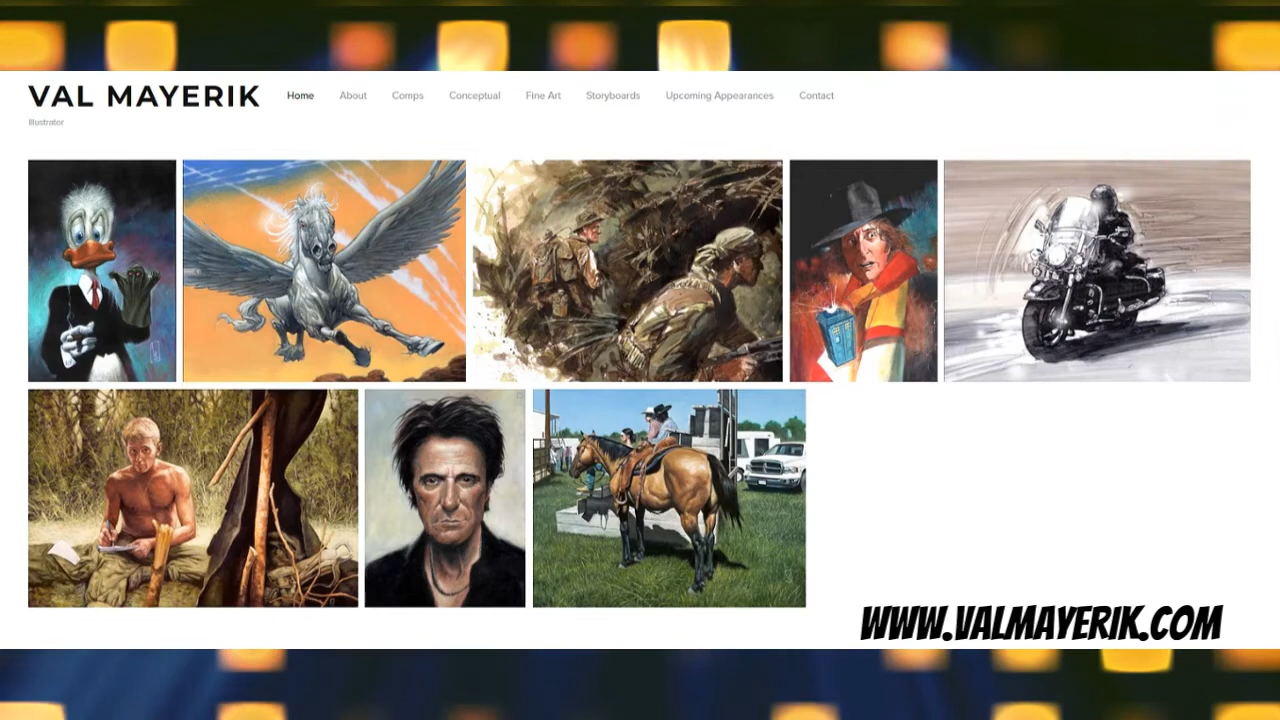 VAL MAYERIK
Home About Comps Conceptual Fine Art Storyboards Upcoming Appearances Contact
Illustrator
WWW.VALMAYERIK.COM